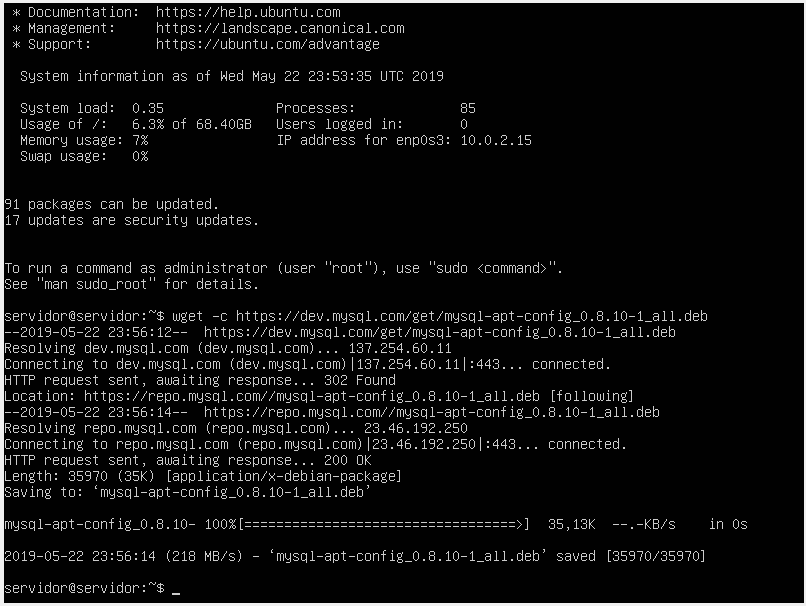 * Documentation:  https://help.ubuntu.com
* Management:     https://landscape.canonical.com
* Support:        https://ubuntu.com/advantage
System information as of Wed May 22 23:53:35 UTC 2019
System load:  0.35              Processes:             85
Usage of /:   6.3% of 68.40GB   Users logged in:       0
Memory usage: 7%                IP address for enp0s3: 10.0.2.15
Swap usage:   0%
91 packages can be updated.
17 updates are security updates.
To run a command as administrator (user "root"), use "sudo <command>".
See "man sudo_root" for details.
servidor@servidor:~$ wget -c https://dev.mysql.com/get/mysql-apt-config_0.8.10-1_all.deb
--2019-05-22 23:56:12--  https://dev.mysql.com/get/mysql-apt-config_0.8.10-1_all.deb
Resolving dev.mysql.com (dev.mysql.com)... 137.254.60.11
Connecting to dev.mysql.com (dev.mysql.com)|137.254.60.11|:443... connected.
HTTP request sent, awaiting response... 302 Found
Location: https://repo.mysql.com//mysql-apt-config_0.8.10-1_all.deb [following]
--2019-05-22 23:56:14--  https://repo.mysql.com//mysql-apt-config_0.8.10-1_all.deb
Resolving repo.mysql.com (repo.mysql.com)... 23.46.192.250
Connecting to repo.mysql.com (repo.mysql.com)|23.46.192.250|:443... connected.
HTTP request sent, awaiting response... 200 OK
Length: 35970 (35K) [application/x-debian-package]
Saving to: ‘mysql-apt-config_0.8.10-1_all.deb’
mysql-apt-config_0.8.10- 100%[==================================>]  35,13K  --.-KB/s    in 0s
2019-05-22 23:56:14 (218 MB/s) - ‘mysql-apt-config_0.8.10-1_all.deb’ saved [35970/35970]
servidor@servidor:~$ _